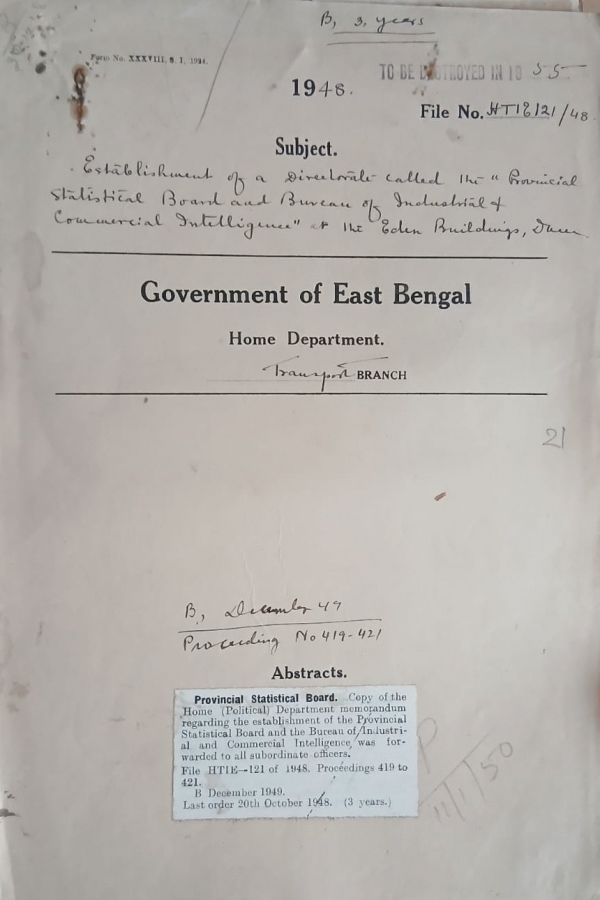 B, 3 years
Form No. XXXVIII, S. I, 1934.
TO BE DESTROYED IN 19 55
1948.
File No. HT1E121/48
Subject.
Establishment of a Directorate called the "Provincial
Statistical Board and Bureau of Industrial &
Commercial Intelligence" at the Eden Buildings, Dacca
Government of East Bengal
Home Department.
Transport BRANCH
21
B, December 49
Proceeding No 419-421
Abstracts.
Provincial Statistical Board. Copy of the
Home (Political) Department memorandum
regarding the establishment of the Provincial
Statistical Board and the Bureau of Industri-
al and Commercial Intelligence was for-
warded to all subordinate officers.
File HT1E—121 of 1948. Proceedings 419 to
421.
B December 1949.
Last order 20th October 1948. (3 years.)
11/1/50